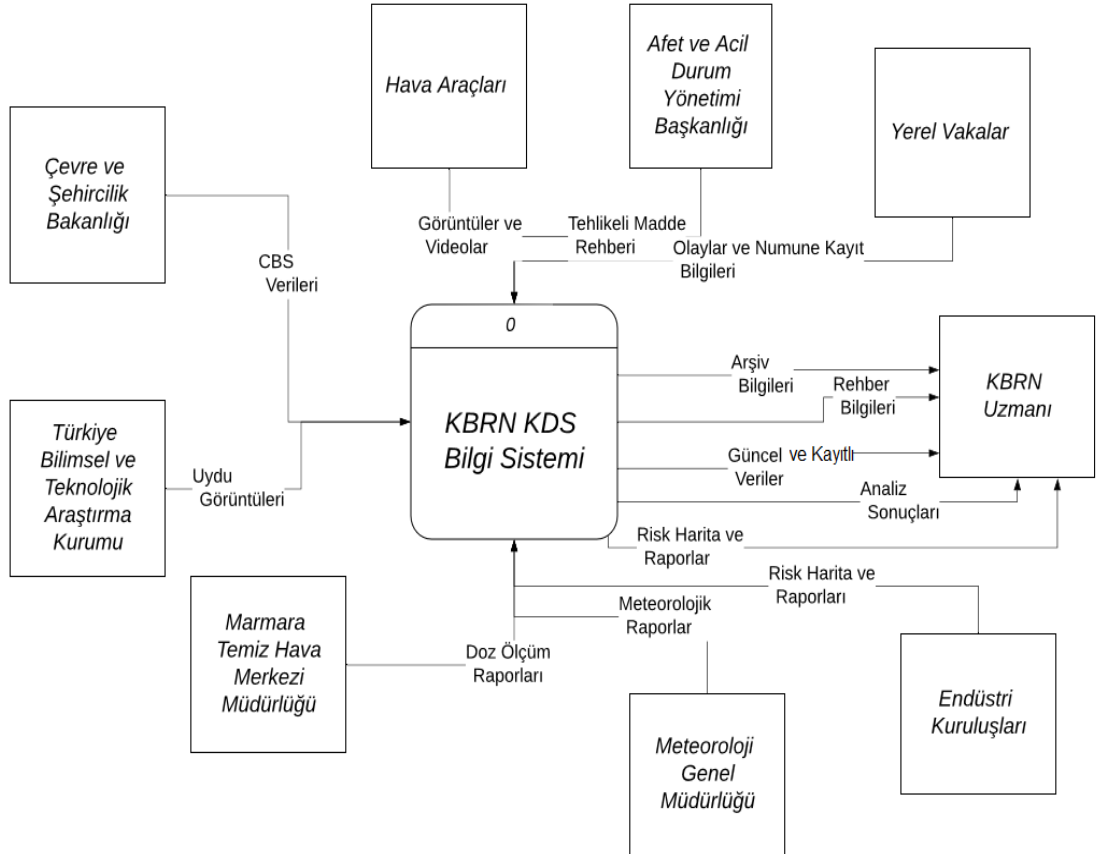 Hava Araçları
Afet ve Acil
Durum
Yönetimi
Başkanlığı
Yerel Vakalar
Çevre ve
Şehircilik
Bakanlığı
Görüntüler ve
Videolar
Tehlikeli Madde
Rehberi
Olaylar ve Numune Kayıt
Bilgileri
CBS
Verileri
0
KBRN KDS
Bilgi Sistemi
Arşiv
Bilgileri
Rehber
Bilgileri
KBRN
Uzmanı
Güncel ve Kayıtlı
Veriler
Analiz
Sonuçları
Türkiye
Bilimsel ve
Teknolojik
Araştırma
Kurumu
Uydu
Görüntüleri
Risk Harita ve
Raporlar
Risk Harita ve
Raporları
Meteorolojik
Raporlar
Doz Ölçüm
Raporları
Marmara
Temiz Hava
Merkezi
Müdürlüğü
Meteoroloji
Genel
Müdürlüğü
Endüstri
Kuruluşları